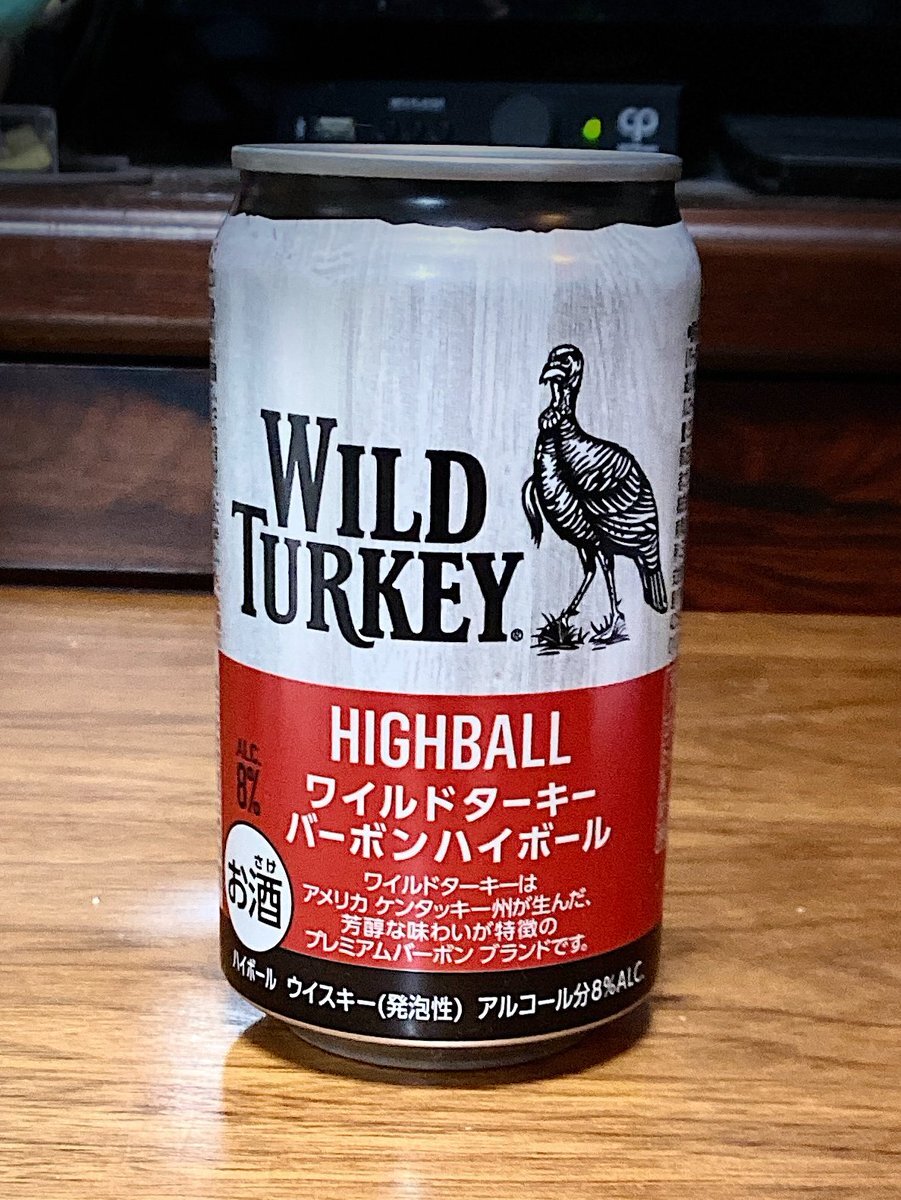 WILD
TURKEY®
HIGHBALL
ワイルドターキー
バーボンハイボール
ALC.
8%
さけ
お酒
ワイルドターキーは
アメリカ ケンタッキー州が生んだ、
芳醇な味わいが特徴の
プレミアムバーボン ブランドです。
ハイボール ウイスキー(発泡性) アルコール分8%ALC.